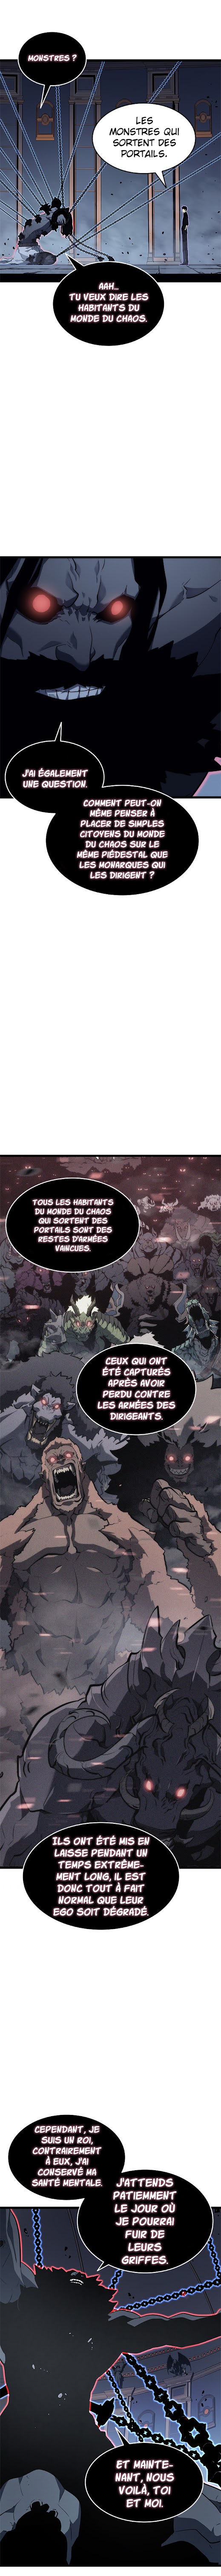 MONSTRES ?
LES
MONSTRES QUI
SORTENT DES
PORTAILS.
AAH...
TU VEUX DIRE LES
HABITANTS DU
MONDE DU CHAOS.
J'AI ÉGALEMENT
UNE QUESTION.
COMMENT PEUT-ON
MÊME PENSER À
PLACER DE SIMPLES
CITOYENS DU MONDE
DU CHAOS SUR LE
MÊME PIÉDESTAL QUE
LES MONARQUES QUI
LES DIRIGENT ?
TOUS LES HABITANTS
DU MONDE DU CHAOS
QUI SORTENT DES
PORTAILS SONT DES
RESTES D'ARMÉES
VAINCUES.
CEUX QUI ONT
ÉTÉ CAPTURÉS
APRÈS AVOIR
PERDU CONTRE
LES ARMÉES DES
DIRIGEANTS.
ILS ONT ÉTÉ MIS EN
LAISSE PENDANT UN
TEMPS EXTRÊME-
MENT LONG, IL EST
DONC TOUT À FAIT
NORMAL QUE LEUR
EGO SOIT DÉGRADÉ.
CEPENDANT, JE
SUIS UN ROI,
CONTRAIREMENT
À EUX, J'AI
CONSERVÉ MA
SANTÉ MENTALE.
J'ATTENDS
PATIEMMENT
LE JOUR OÙ
JE POURRAI
FUIR DE
LEURS
GRIFFES.
ET MAINTE-
NANT, NOUS
VOILÀ, TOI
ET MOI.